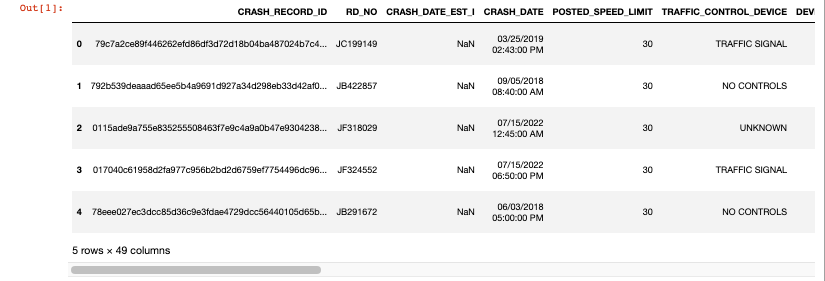 Out[1]:
CRASH_RECORD_ID RD_NO CRASH_DATE_EST_I CRASH_DATE POSTED_SPEED_LIMIT TRAFFIC_CONTROL_DEVICE DEV
0 79c7a2ce89f446262efd86df3d72d18b04ba487024b7c4... JC199149 NaN 03/25/2019 02:43:00 PM 30 TRAFFIC SIGNAL
1 792b539deaaad65ee5b4a9691d927a34d298eb33d42af0... JB422857 NaN 09/05/2018 08:40:00 AM 30 NO CONTROLS
2 0115ade9a755e835255508463f7e9c4a9a0b47e9304238... JF318029 NaN 07/15/2022 12:45:00 AM 30 UNKNOWN
3 017040c61958d2fa977c956b2bd2d6759ef7754496dc96... JF324552 NaN 07/15/2022 06:50:00 PM 30 TRAFFIC SIGNAL
4 78eee027ec3dcc85d36c9e3fdae4729dcc56440105d65b... JB291672 NaN 06/03/2018 05:00:00 PM 30 NO CONTROLS
5 rows × 49 columns